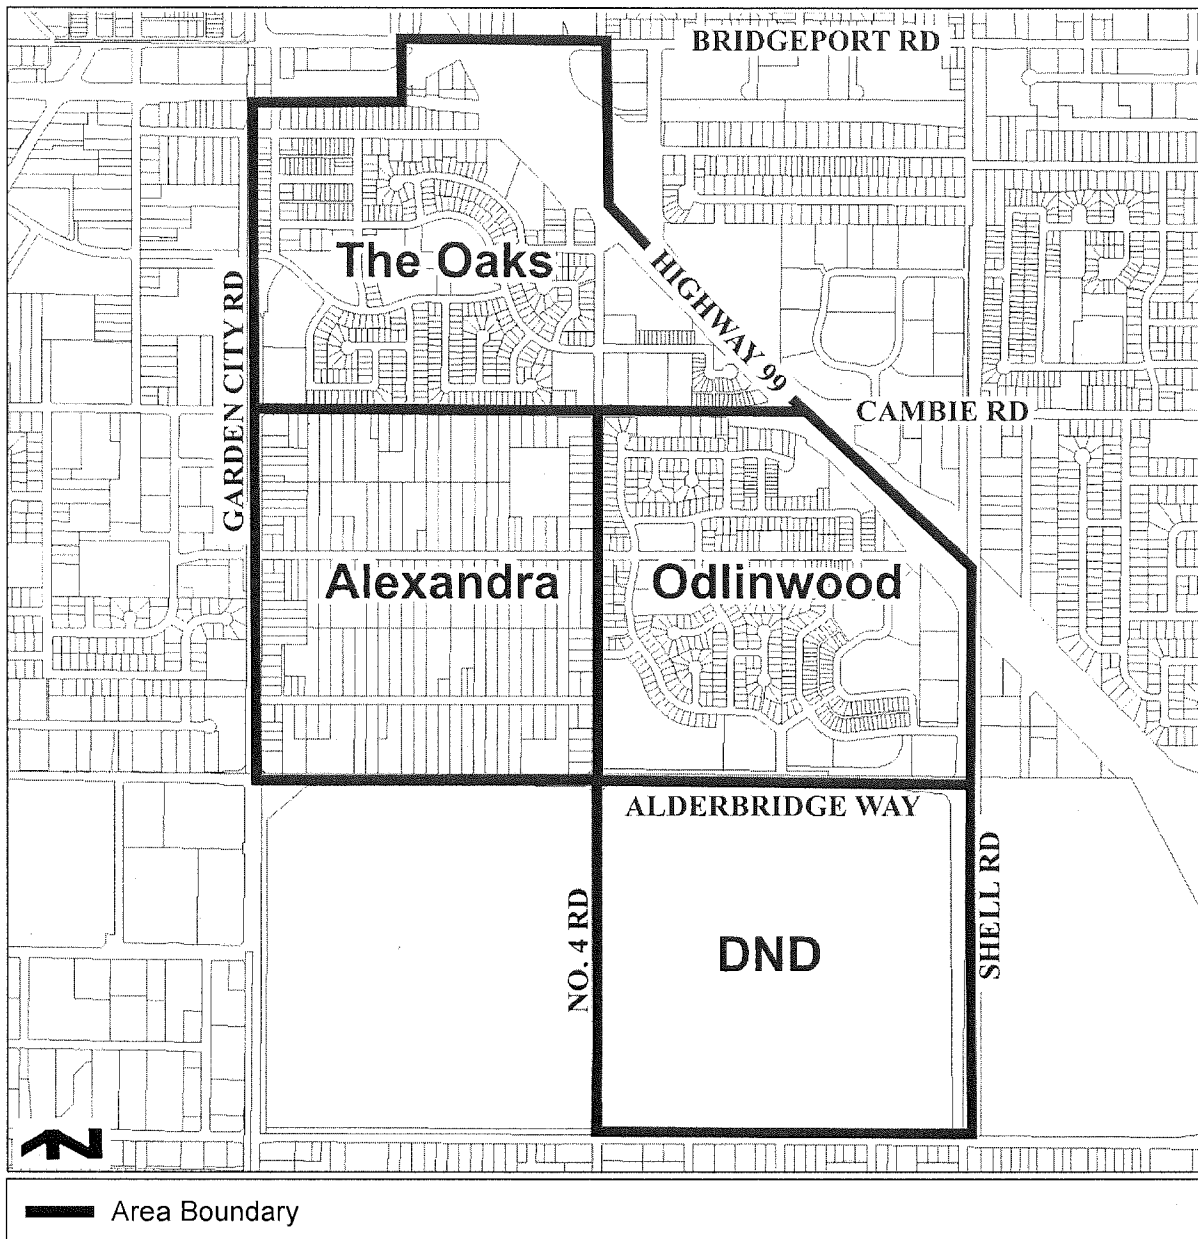 BRIDGEPORT RD
The Oaks
HIGHWAY 99
GARDEN CITY RD
CAMBIE RD
Alexandra
Odlinwood
ALDERBRIDGE WAY
NO. 4 RD
DND
SHELL RD
N
Area Boundary